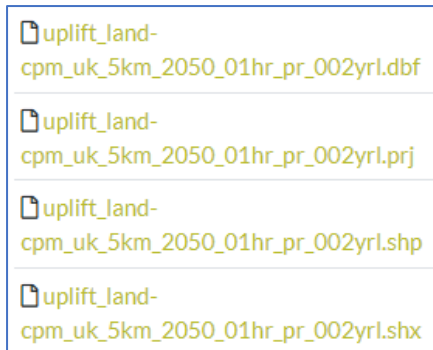 uplift_land-
cpm_uk_5km_2050_01hr_pr_002yrl.dbf
uplift_land-
cpm_uk_5km_2050_01hr_pr_002yrl.prj
uplift_land-
cpm_uk_5km_2050_01hr_pr_002yrl.shp
uplift_land-
cpm_uk_5km_2050_01hr_pr_002yrl.shx